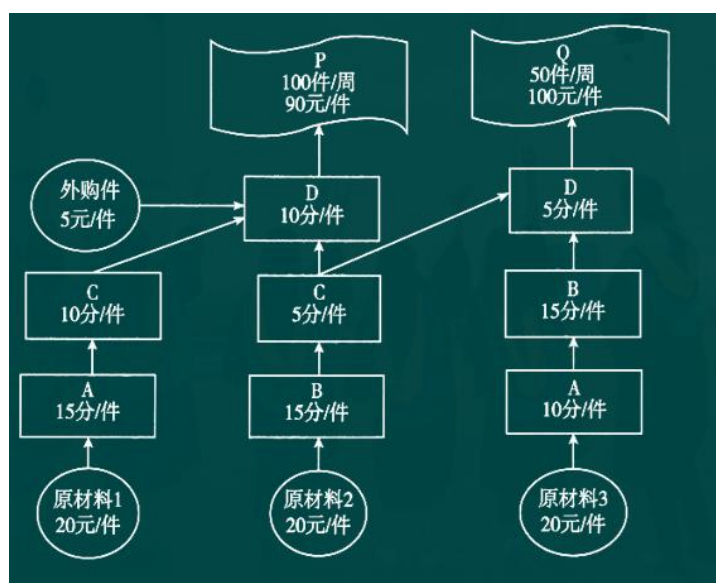 P
100件/周
90元/件
Q
50件/周
100元/件
外购件
5元/件
D
10分/件
D
5分/件
C
10分/件
C
5分/件
B
15分/件
A
15分/件
B
15分/件
A
10分/件
原材料1
20元/件
原材料2
20元/件
原材料3
20元/件